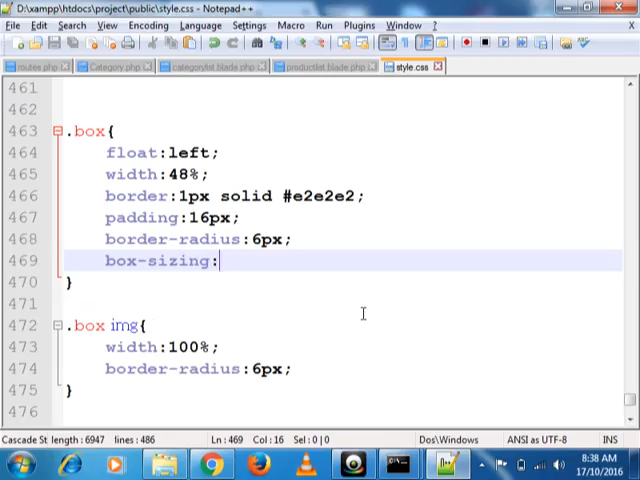 D:\xampp\htdocs\project\public\style.css - Notepad++
File Edit Search View Encoding Language Settings Macro Run Plugins Window ?
routes.php Category.php categorylist.blade.php productlist.blade.php style.css
461
462
463 .box{
464 float:left;
465 width:48%;
466 border:1px solid #e2e2e2;
467 padding:16px;
468 border-radius:6px;
469 box-sizing:
470 }
471
472 .box img{
473 width:100%;
474 border-radius:6px;
475 }
476
Cascade St length : 6947 lines : 486 Ln : 469 Col : 16 Sel : 0 | 0 Dos\Windows ANSI as UTF-8 INS
8:38 AM
17/10/2016